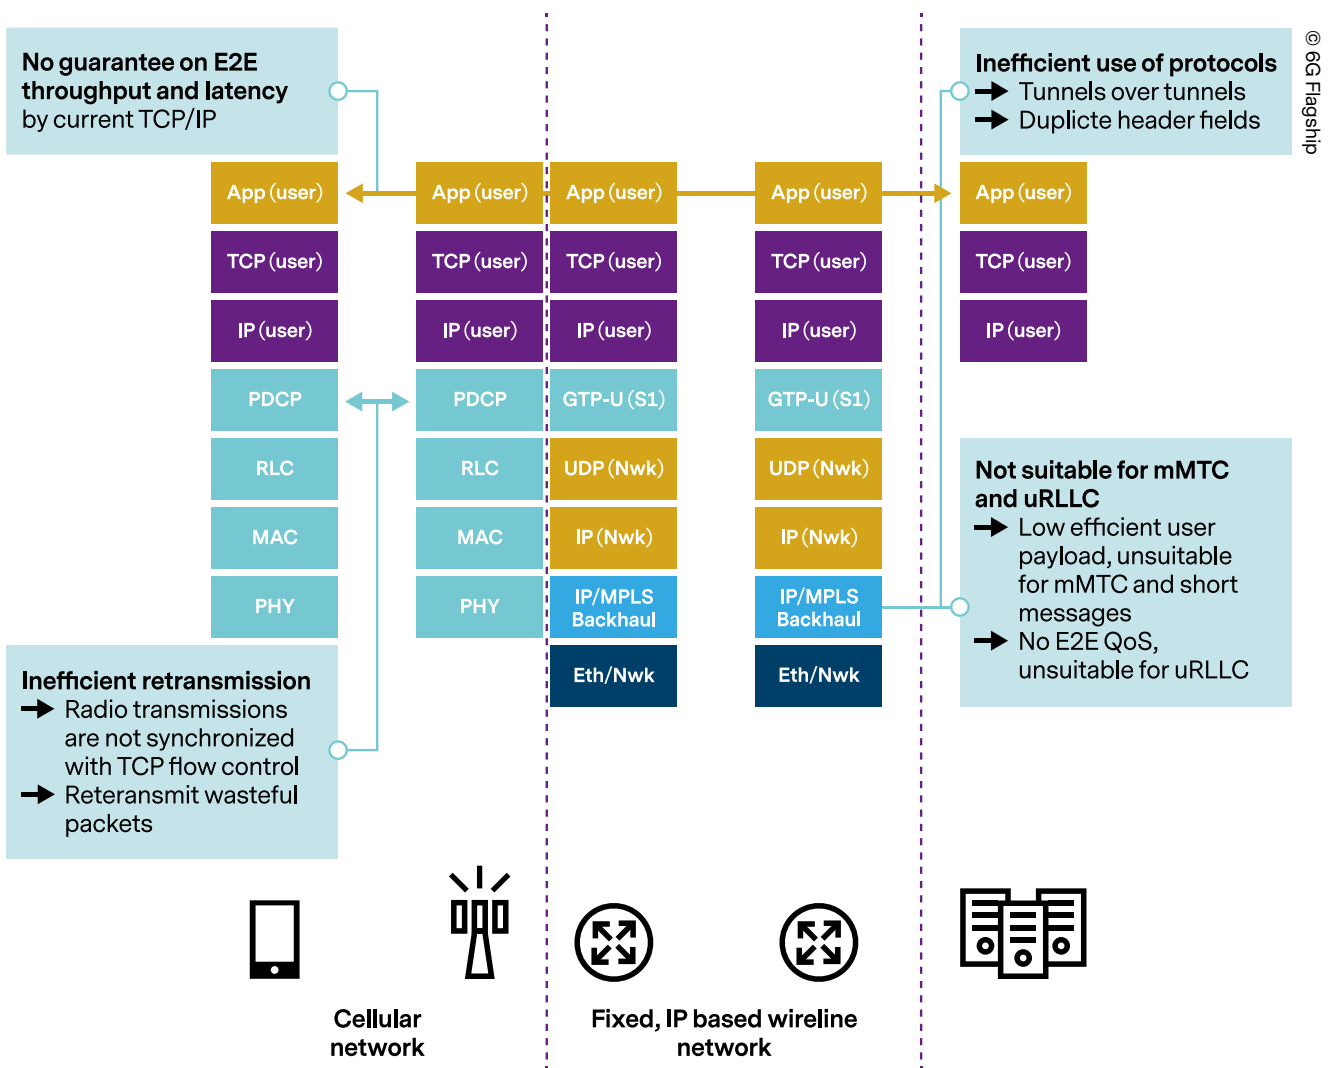 No guarantee on E2E
throughput and latency
by current TCP/IP
Inefficient use of protocols
Tunnels over tunnels
Duplicte header fields
© 6G Flagship
App (user)
App (user)
App (user)
App (user)
App (user)
TCP (user)
TCP (user)
TCP (user)
TCP (user)
TCP (user)
IP (user)
IP (user)
IP (user)
IP (user)
IP (user)
PDCP
PDCP
GTP-U (S1)
GTP-U (S1)
RLC
RLC
UDP (Nwk)
UDP (Nwk)
MAC
MAC
IP (Nwk)
IP (Nwk)
PHY
PHY
IP/MPLS
Backhaul
IP/MPLS
Backhaul
Eth/Nwk
Eth/Nwk
Not suitable for mMTC
and uRLLC
Low efficient user
payload, unsuitable
for mMTC and short
messages
No E2E QoS,
unsuitable for uRLLC
Inefficient retransmission
Radio transmissions
are not synchronized
with TCP flow control
Reteransmit wasteful
packets
Cellular
network
Fixed, IP based wireline
network